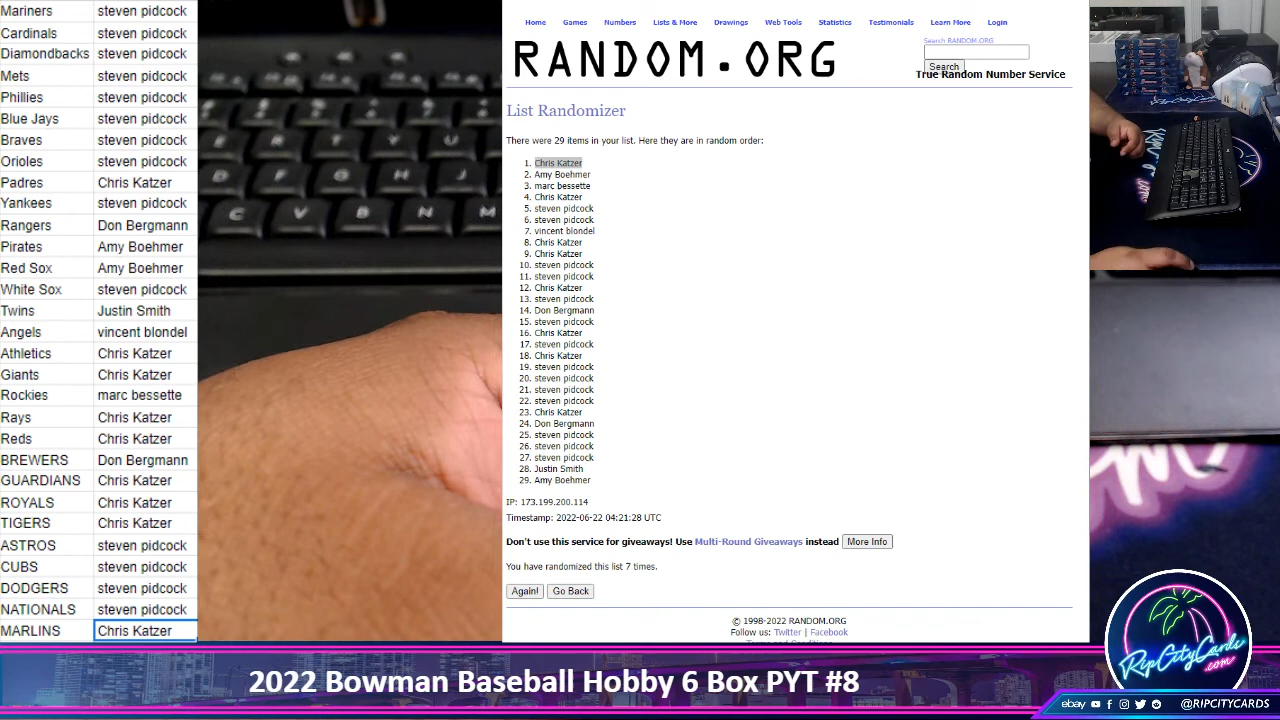 Mariners steven pidcock
Cardinals steven pidcock
Diamondbacks steven pidcock
Mets steven pidcock
Phillies steven pidcock
Blue Jays steven pidcock
Braves steven pidcock
Orioles steven pidcock
Padres Chris Katzer
Yankees steven pidcock
Rangers Don Bergmann
Pirates Amy Boehmer
Red Sox Amy Boehmer
White Sox steven pidcock
Twins Justin Smith
Angels vincent blondel
Athletics Chris Katzer
Giants Chris Katzer
Rockies marc bessette
Rays Chris Katzer
Reds Chris Katzer
BREWERS Don Bergmann
GUARDIANS Chris Katzer
ROYALS Chris Katzer
TIGERS Chris Katzer
ASTROS steven pidcock
CUBS steven pidcock
DODGERS steven pidcock
NATIONALS steven pidcock
MARLINS Chris Katzer
D F G H J K
C V B N M
Home Games Numbers Lists & More Drawings Web Tools Statistics Testimonials Learn More Login
RANDOM.ORG
Search RANDOM.ORG
Search
True Random Number Service
List Randomizer
There were 29 items in your list. Here they are in random order:
1. Chris Katzer
2. Amy Boehmer
3. marc bessette
4. Chris Katzer
5. steven pidcock
6. steven pidcock
7. vincent blondel
8. Chris Katzer
9. Chris Katzer
10. steven pidcock
11. steven pidcock
12. Chris Katzer
13. steven pidcock
14. Don Bergmann
15. steven pidcock
16. Chris Katzer
17. steven pidcock
18. Chris Katzer
19. steven pidcock
20. steven pidcock
21. steven pidcock
22. steven pidcock
23. Chris Katzer
24. Don Bergmann
25. steven pidcock
26. steven pidcock
27. steven pidcock
28. Justin Smith
29. Amy Boehmer
IP: 173.199.200.114
Timestamp: 2022-06-22 04:21:28 UTC
Don't use this service for giveaways! Use Multi-Round Giveaways instead More Info
You have randomized this list 7 times.
Again! Go Back
© 1998-2022 RANDOM.ORG
Follow us: Twitter | Facebook
Terms and Conditions
2022 Bowman Baseball Hobby 6 Box PYT #8
RipCityCards
.com
ebay @RIPCITYCARDS